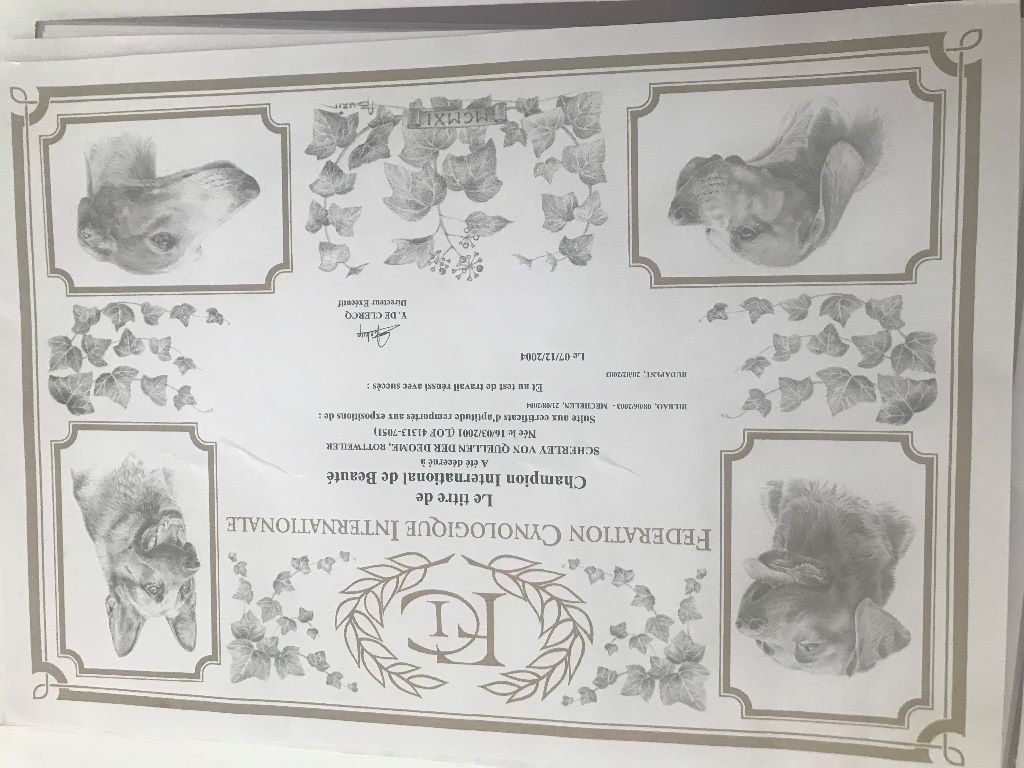 FCI
FEDERATION CYNOLOGIQUE INTERNATIONALE
Le titre de
Champion International de Beauté
A été décerné à
SCHERLEY VON QUELLEN DER DEOME, ROTTWEILER
Née le 16/03/2001 (LOF 41313-7051)
Suite aux certificats d'aptitude remportés aux expositions :
BILBAO, 08/06/2003 - MECHELEN, 21/08/2004
Et au test de travail réussi avec succès :
BUDAPEST, 20/02/2003
Le 07/12/2004
Y. DE CLERCQ
Directeur Exécutif
MCMXI